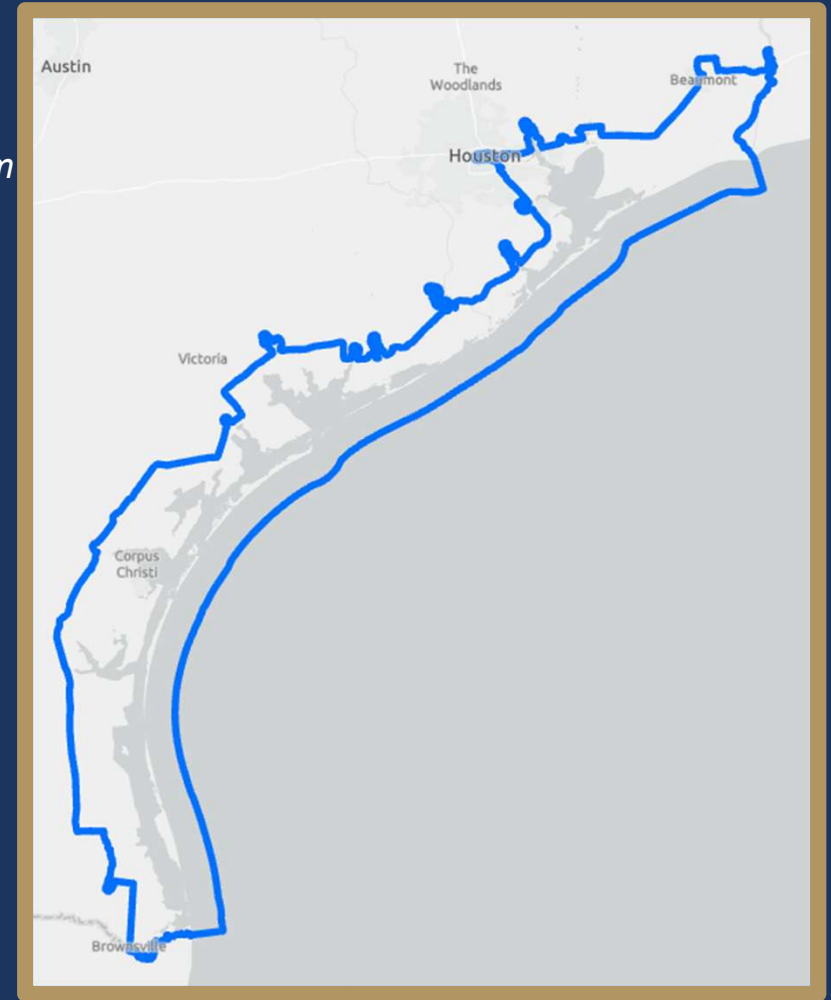 Austin
The
Woodlands
Beaumont
Houston
Victoria
Corpus
Christi
Brownsville